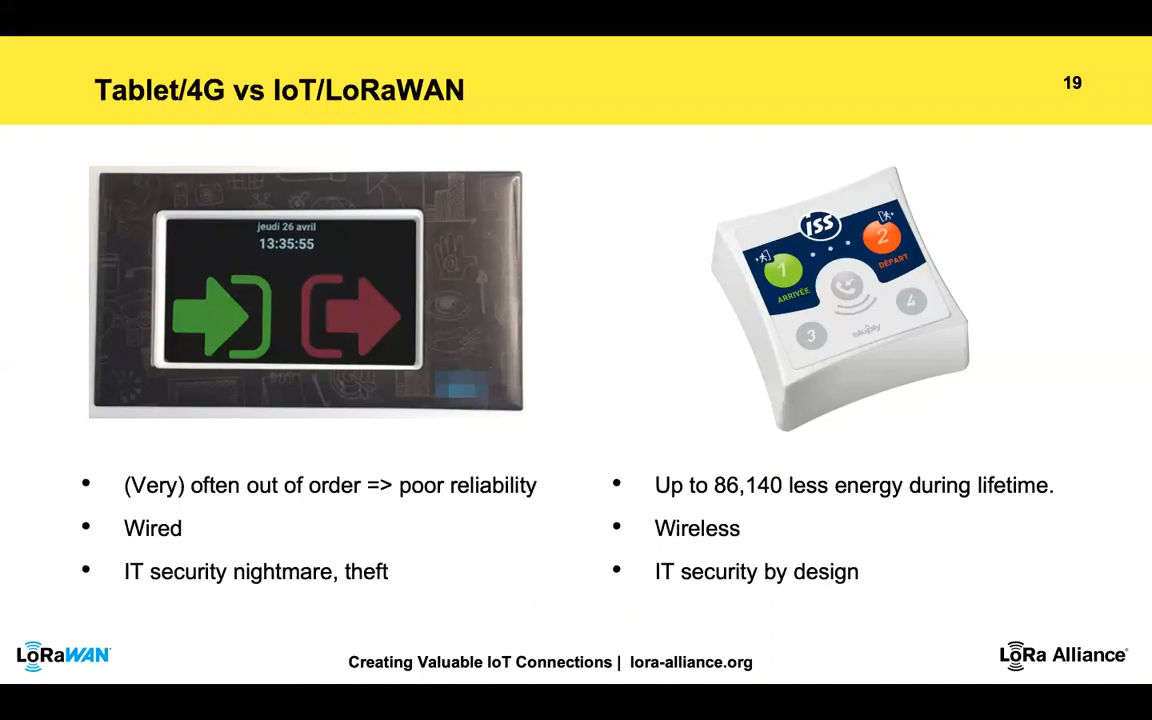 Tablet/4G vs IoT/LoRaWAN
19
jeudi 26 avril
13:35:55
iss
1
2
ARRIVÉE
DÉPART
3
4
skiply
• (Very) often out of order => poor reliability
• Wired
• IT security nightmare, theft
• Up to 86,140 less energy during lifetime.
• Wireless
• IT security by design
LoRaWAN
Creating Valuable IoT Connections | lora-alliance.org
LoRa Alliance